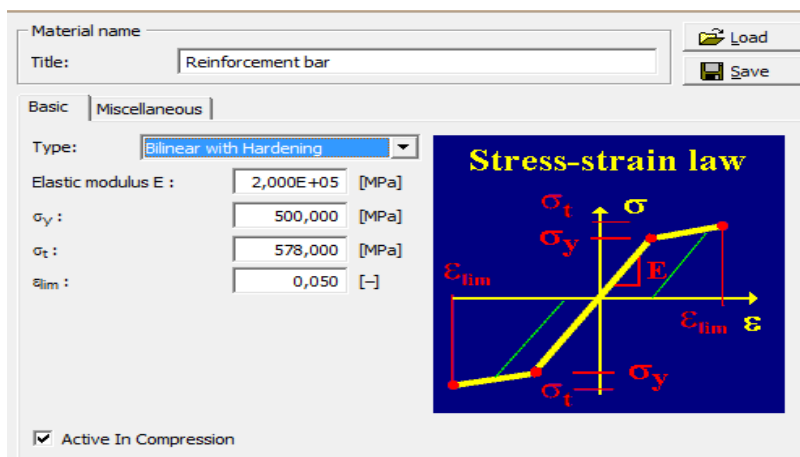 Material name
Load
Title: Reinforcement bar
Save
Basic Miscellaneous
Type: Bilinear with Hardening
Elastic modulus E : 2,000E+05 [MPa]
σy : 500,000 [MPa]
σt : 578,000 [MPa]
εlim : 0,050 [-]
Active In Compression
Stress-strain law
σt σ
σy
E
εlim
εlim ε
σy
σt